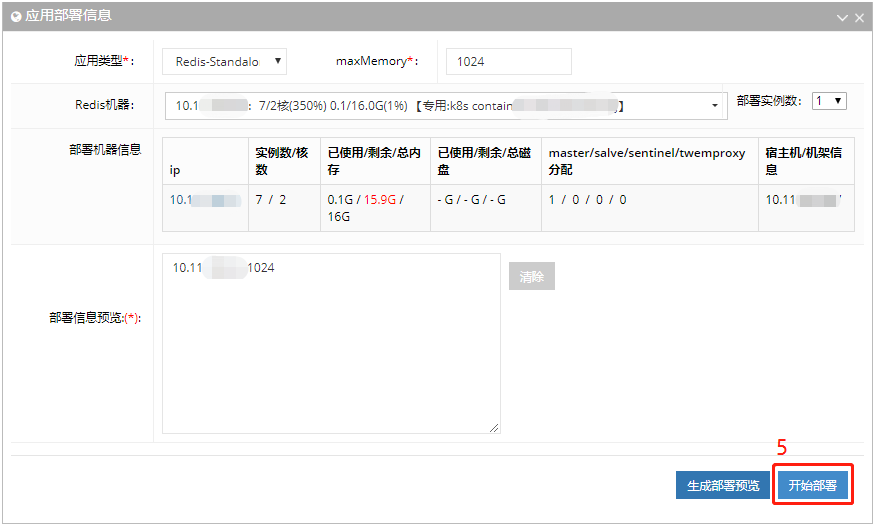 应用部署信息
应用类型*: Redis-Standalo maxMemory*: 1024
Redis机器: 10.1 : 7/2核(350%) 0.1/16.0G(1%) 【专用:k8s contain 】 部署实例数: 1
部署机器信息
ip 实例数/核数 已使用/剩余/总内存 已使用/剩余/总磁盘 master/salve/sentinel/twemproxy分配 宿主机/机架信息
10.1 7 / 2 0.1G / 15.9G / 16G - G / - G / - G 1 / 0 / 0 / 0 10.11 /
10.11 1024
清除
部署信息预览:(*):
5
生成部署预览 开始部署